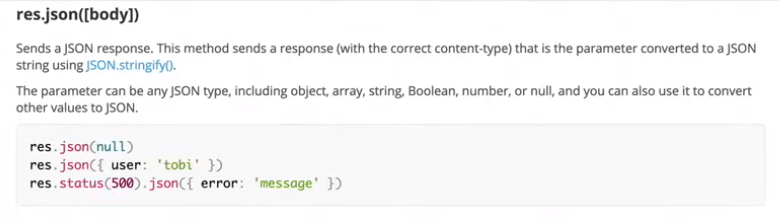 res.json([body])
Sends a JSON response. This method sends a response (with the correct content-type) that is the parameter converted to a JSON
string using JSON.stringify().
The parameter can be any JSON type, including object, array, string, Boolean, number, or null, and you can also use it to convert
other values to JSON.
res.json(null)
res.json({ user: 'tobi' })
res.status(500).json({ error: 'message' })